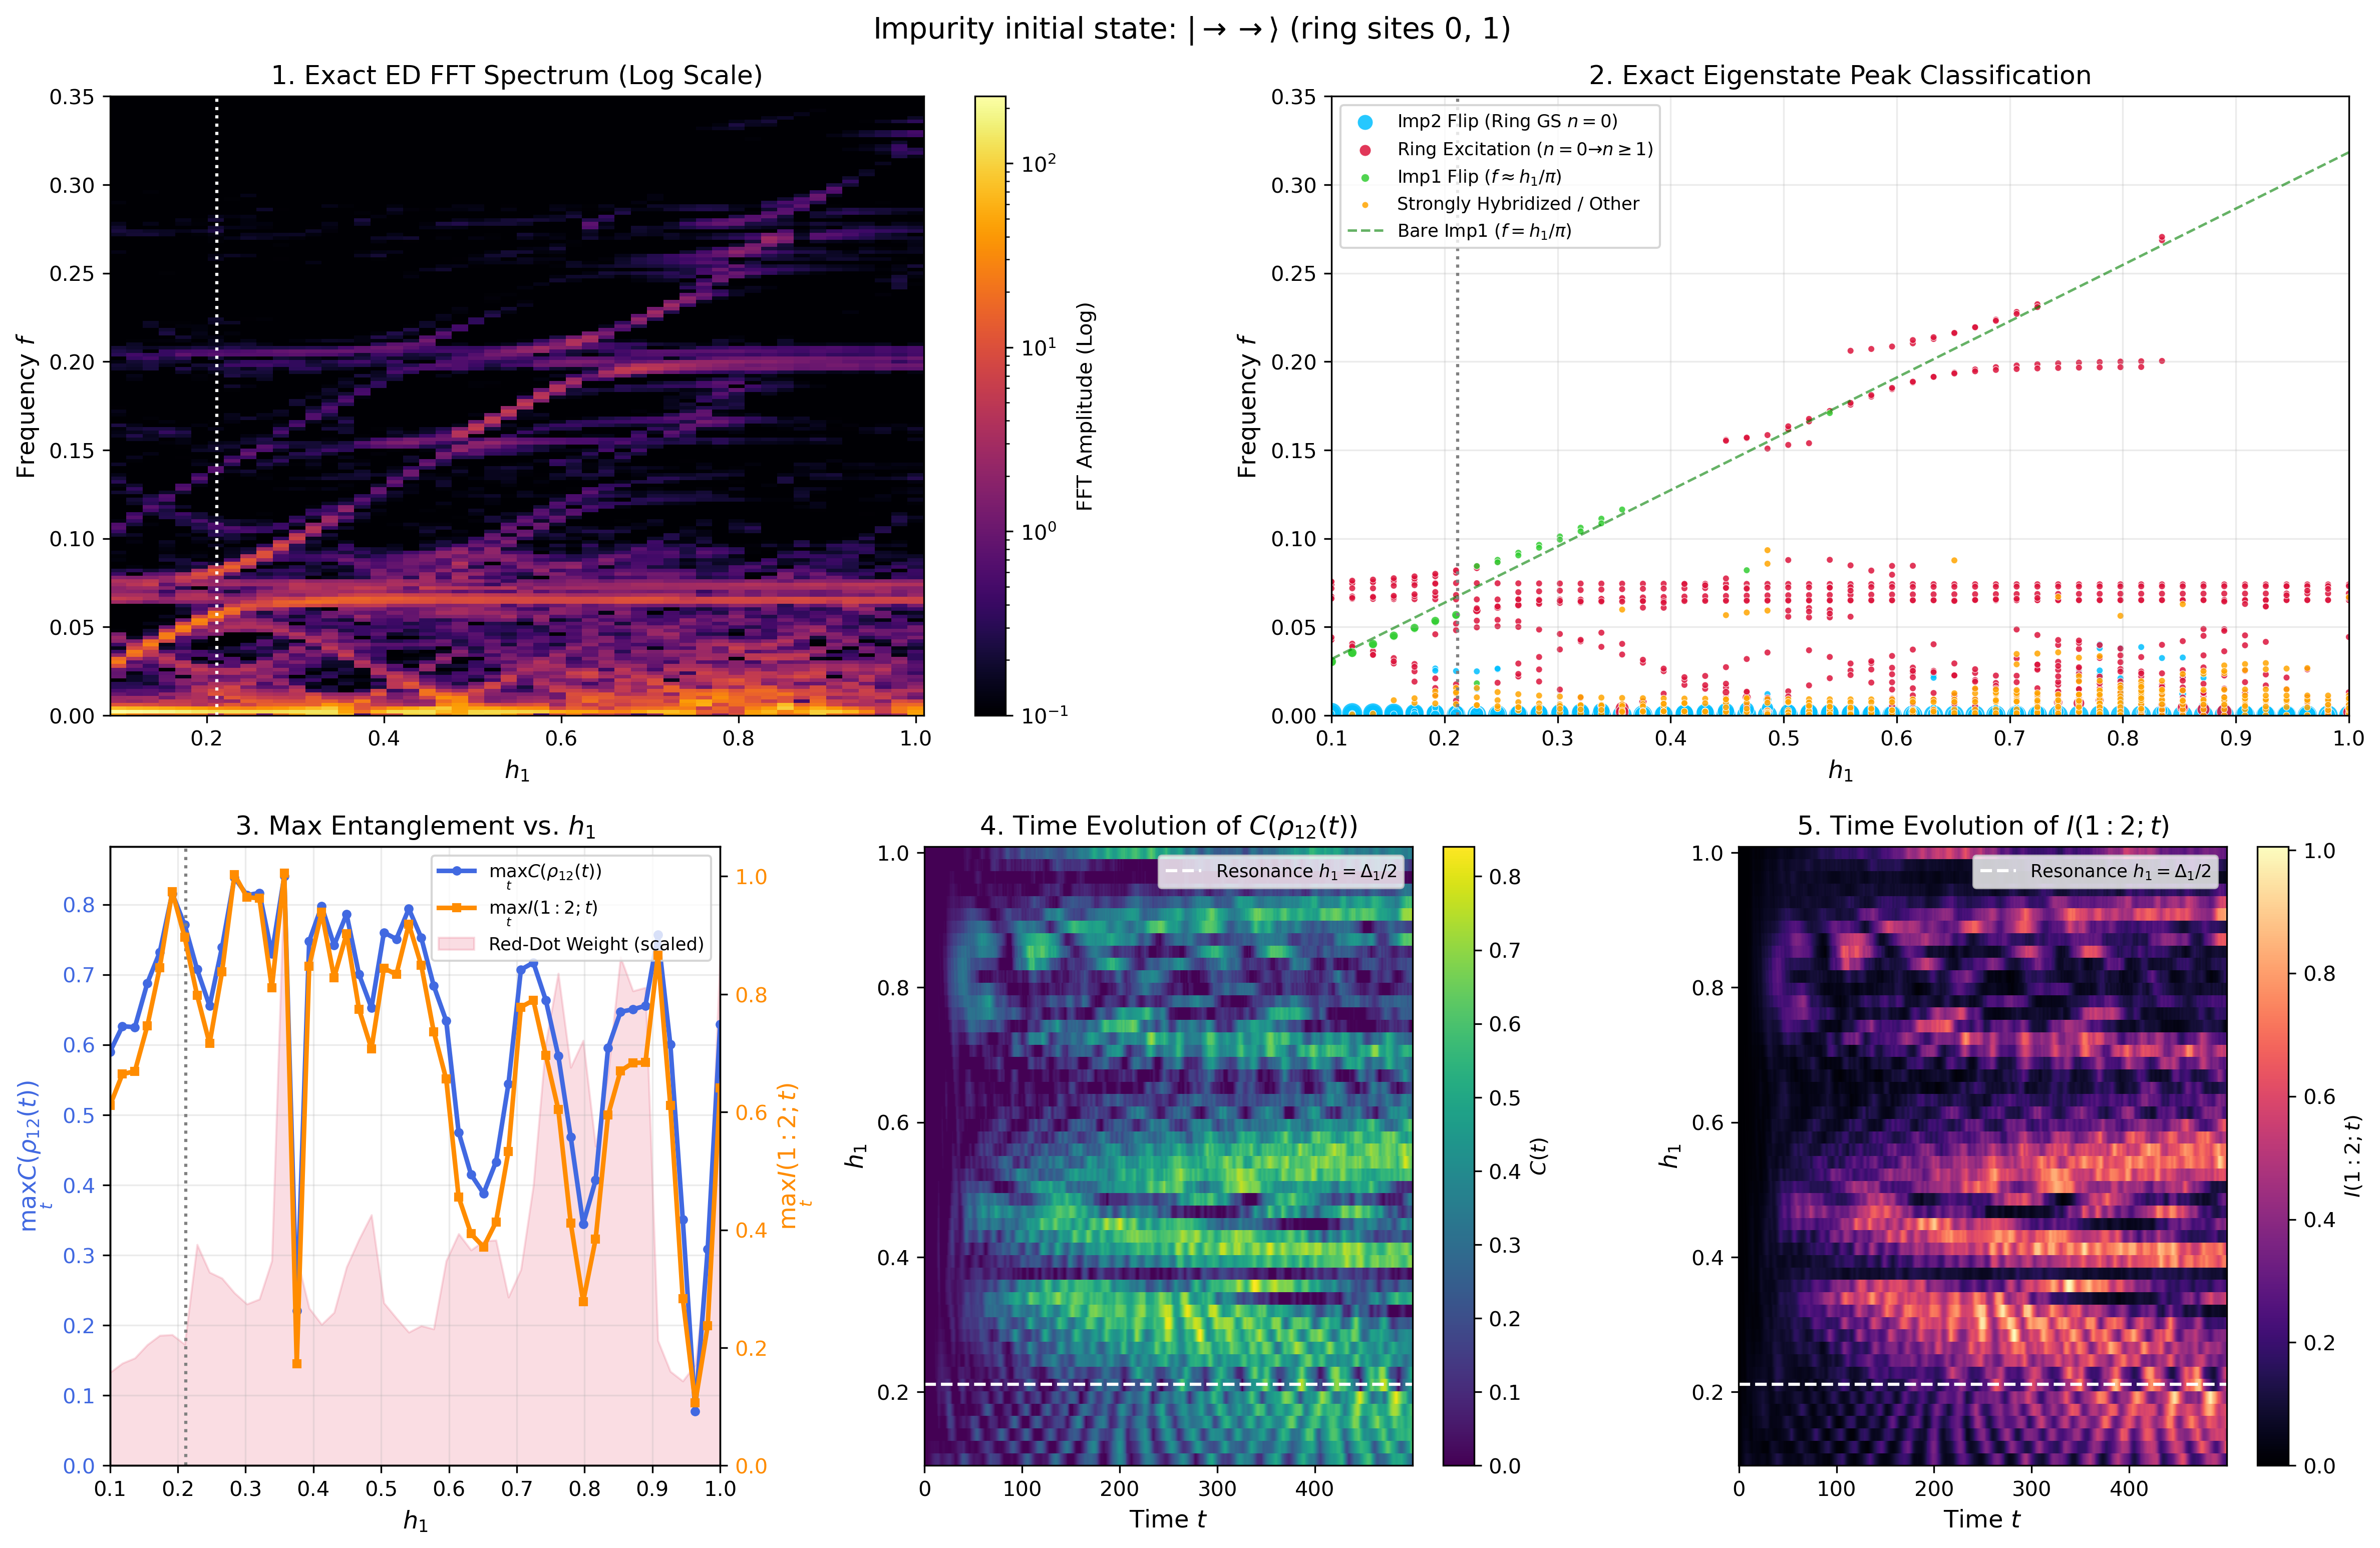 Impurity initial state: |→→⟩ (ring sites 0, 1)
1. Exact ED FFT Spectrum (Log Scale)
0.35
0.30
0.25
0.20
0.15
0.10
0.05
0.00
Frequency f
0.2 0.4 0.6 0.8 1.0
h₁
10²
10¹
10⁰
10⁻¹
FFT Amplitude (Log)
2. Exact Eigenstate Peak Classification
Imp2 Flip (Ring GS n = 0)
Ring Excitation (n = 0→n ≥ 1)
Imp1 Flip (f ≈ h₁/π)
Strongly Hybridized / Other
Bare Imp1 (f = h₁/π)
0.35
0.30
0.25
0.20
0.15
0.10
0.05
0.00
Frequency f
0.1 0.2 0.3 0.4 0.5 0.6 0.7 0.8 0.9 1.0
h₁
3. Max Entanglement vs. h₁
max C(ρ₁₂(t))
t
max I(1 : 2; t)
t
Red-Dot Weight (scaled)
0.8
0.7
0.6
0.5
0.4
0.3
0.2
0.1
0.0
max C(ρ₁₂(t))
t
1.0
0.8
0.6
0.4
0.2
0.0
max I(1 : 2; t)
t
0.1 0.2 0.3 0.4 0.5 0.6 0.7 0.8 0.9 1.0
h₁
4. Time Evolution of C(ρ₁₂(t))
Resonance h₁ = Δ₁/2
1.0
0.8
0.6
0.4
0.2
h₁
0 100 200 300 400
Time t
0.8
0.7
0.6
0.5
0.4
0.3
0.2
0.1
0.0
C(t)
5. Time Evolution of I(1 : 2; t)
Resonance h₁ = Δ₁/2
1.0
0.8
0.6
0.4
0.2
h₁
0 100 200 300 400
Time t
1.0
0.8
0.6
0.4
0.2
0.0
I(1 : 2; t)